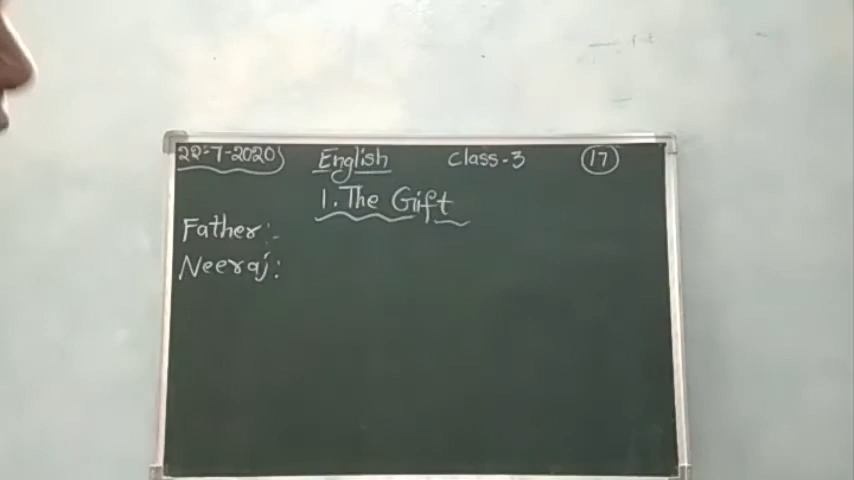 22-7-2020 English Class-3 17
1. The Gift
Father:-
Neeraj: